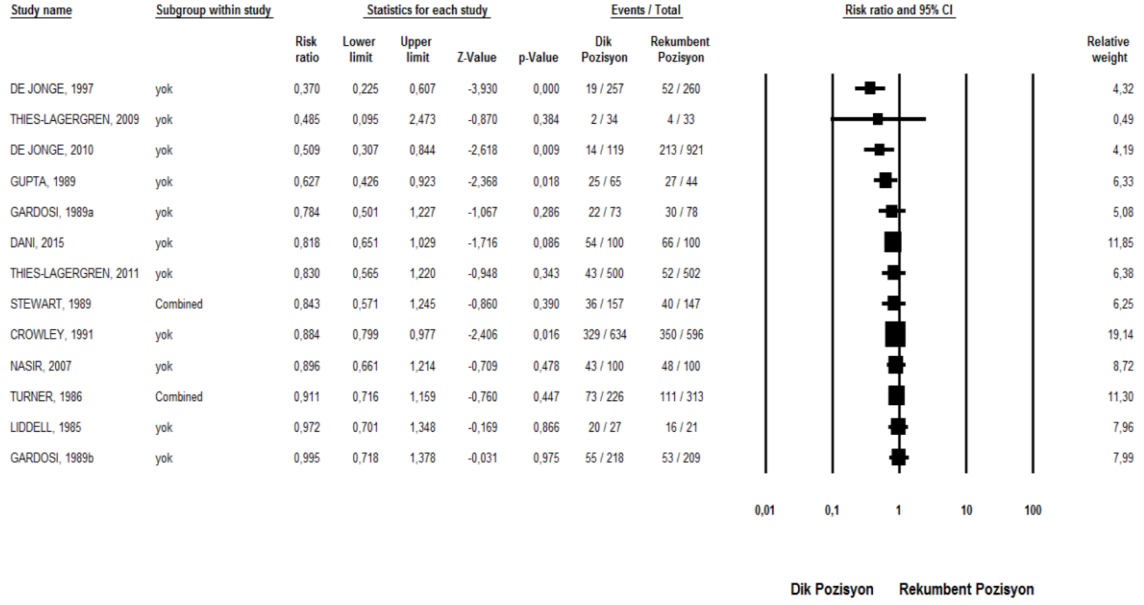 Study name Subgroup within study Statistics for each study Events / Total Risk ratio and 95% CI
Risk ratio Lower limit Upper limit Z-Value p-Value Dik Pozisyon Rekumbent Pozisyon Relative weight
DE JONGE, 1997 yok 0,370 0,225 0,607 -3,930 0,000 19 / 257 52 / 260 4,32
THIES-LAGERGREN, 2009 yok 0,485 0,095 2,473 -0,870 0,384 2 / 34 4 / 33 0,49
DE JONGE, 2010 yok 0,509 0,307 0,844 -2,618 0,009 14 / 119 213 / 921 4,19
GUPTA, 1989 yok 0,627 0,426 0,923 -2,368 0,018 25 / 65 27 / 44 6,33
GARDOSI, 1989a yok 0,784 0,501 1,227 -1,067 0,286 22 / 73 30 / 78 5,08
DANI, 2015 yok 0,818 0,651 1,029 -1,716 0,086 54 / 100 66 / 100 11,85
THIES-LAGERGREN, 2011 yok 0,830 0,565 1,220 -0,948 0,343 43 / 500 52 / 502 6,38
STEWART, 1989 Combined 0,843 0,571 1,245 -0,860 0,390 36 / 157 40 / 147 6,25
CROWLEY, 1991 yok 0,884 0,799 0,977 -2,406 0,016 329 / 634 350 / 596 19,14
NASIR, 2007 yok 0,896 0,661 1,214 -0,709 0,478 43 / 100 48 / 100 8,72
TURNER, 1986 Combined 0,911 0,716 1,159 -0,760 0,447 73 / 226 111 / 313 11,30
LIDDELL, 1985 yok 0,972 0,701 1,348 -0,169 0,866 20 / 27 16 / 21 7,96
GARDOSI, 1989b yok 0,995 0,718 1,378 -0,031 0,975 55 / 218 53 / 209 7,99
0,01 0,1 1 10 100
Dik Pozisyon Rekumbent Pozisyon